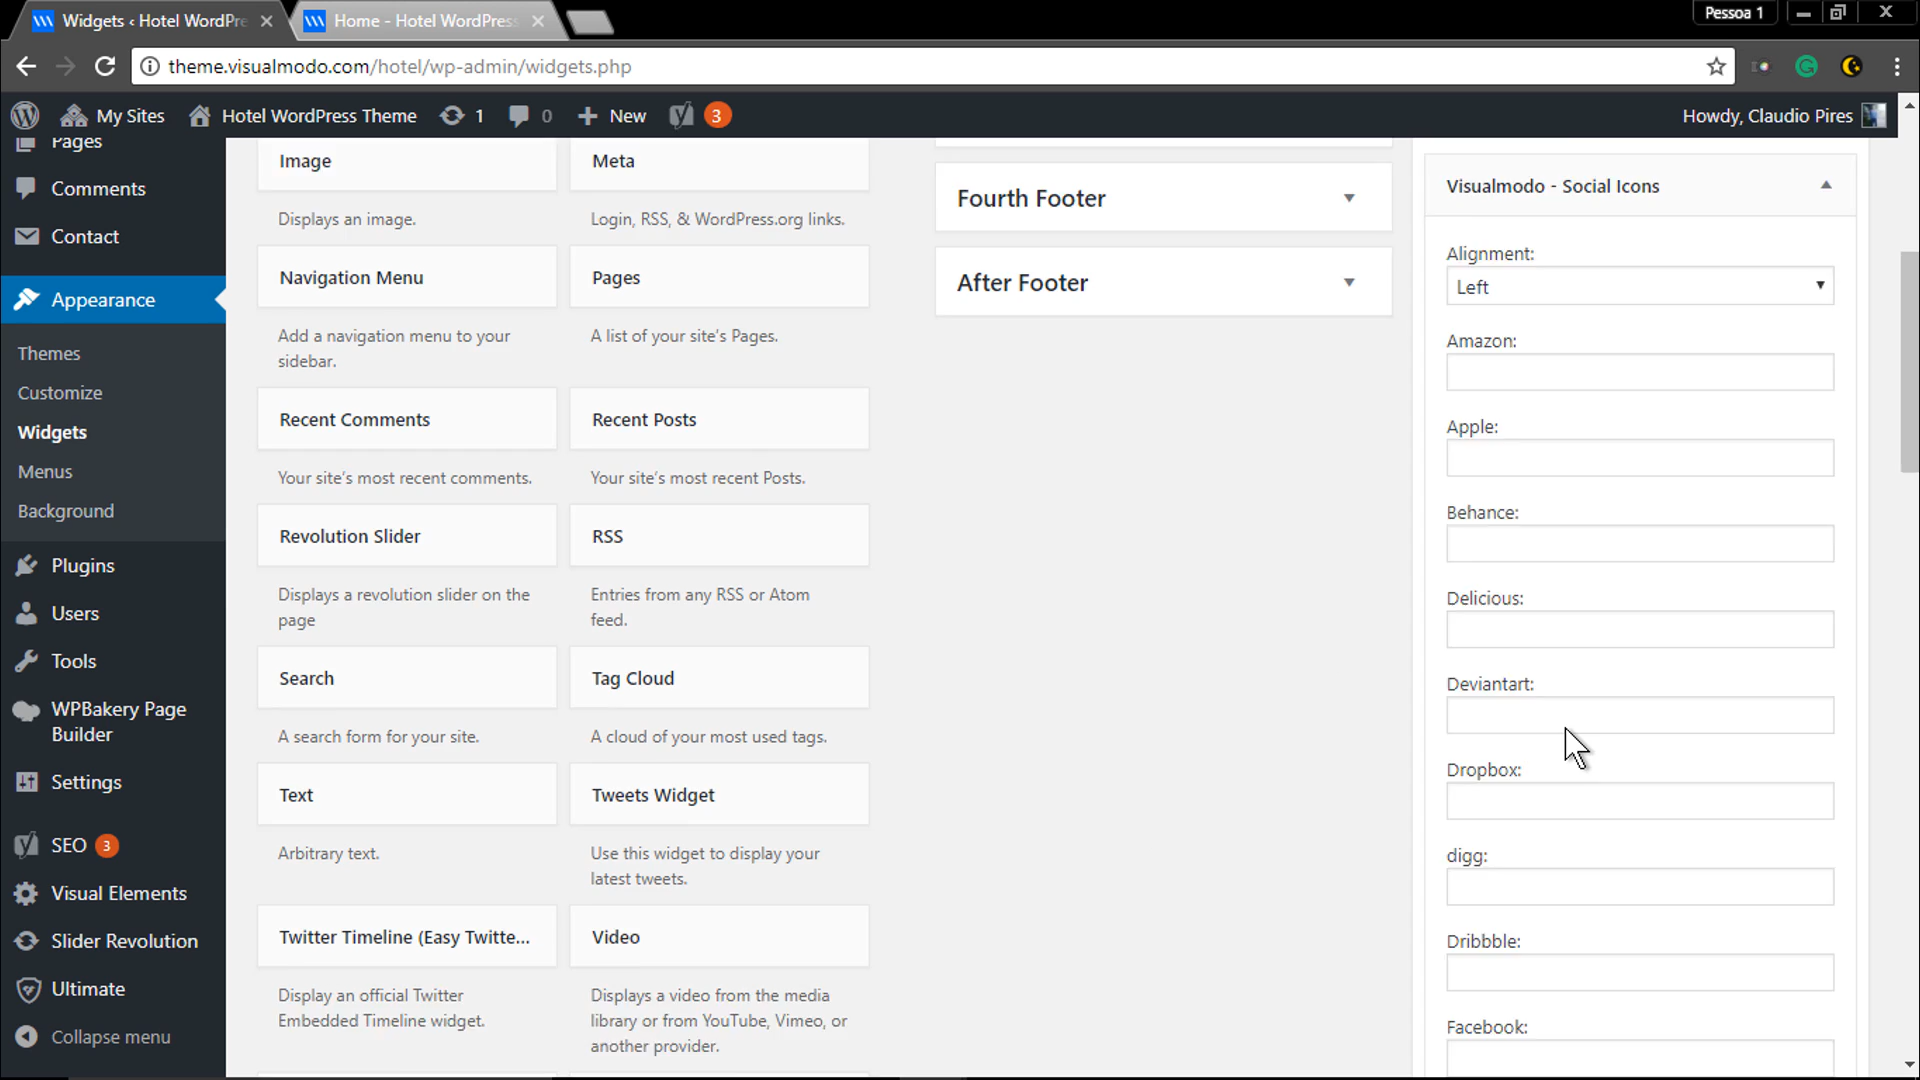 Widgets ‹ Hotel WordPre
Home - Hotel WordPress
Pessoa 1
theme.visualmodo.com/hotel/wp-admin/widgets.php
My Sites
Hotel WordPress Theme
1
0
New
3
Howdy, Claudio Pires
Pages
Comments
Contact
Appearance
Themes
Customize
Widgets
Menus
Background
Plugins
Users
Tools
WPBakery Page
Builder
Settings
SEO 3
Visual Elements
Slider Revolution
Ultimate
Collapse menu
Image
Displays an image.
Meta
Login, RSS, & WordPress.org links.
Navigation Menu
Add a navigation menu to your
sidebar.
Pages
A list of your site's Pages.
Recent Comments
Your site's most recent comments.
Recent Posts
Your site's most recent Posts.
Revolution Slider
Displays a revolution slider on the
page
RSS
Entries from any RSS or Atom
feed.
Search
A search form for your site.
Tag Cloud
A cloud of your most used tags.
Text
Arbitrary text.
Tweets Widget
Use this widget to display your
latest tweets.
Twitter Timeline (Easy Twitte...
Display an official Twitter
Embedded Timeline widget.
Video
Displays a video from the media
library or from YouTube, Vimeo, or
another provider.
Fourth Footer
After Footer
Visualmodo - Social Icons
Alignment:
Left
Amazon:
Apple:
Behance:
Delicious:
Deviantart:
Dropbox:
digg:
Dribbble:
Facebook: